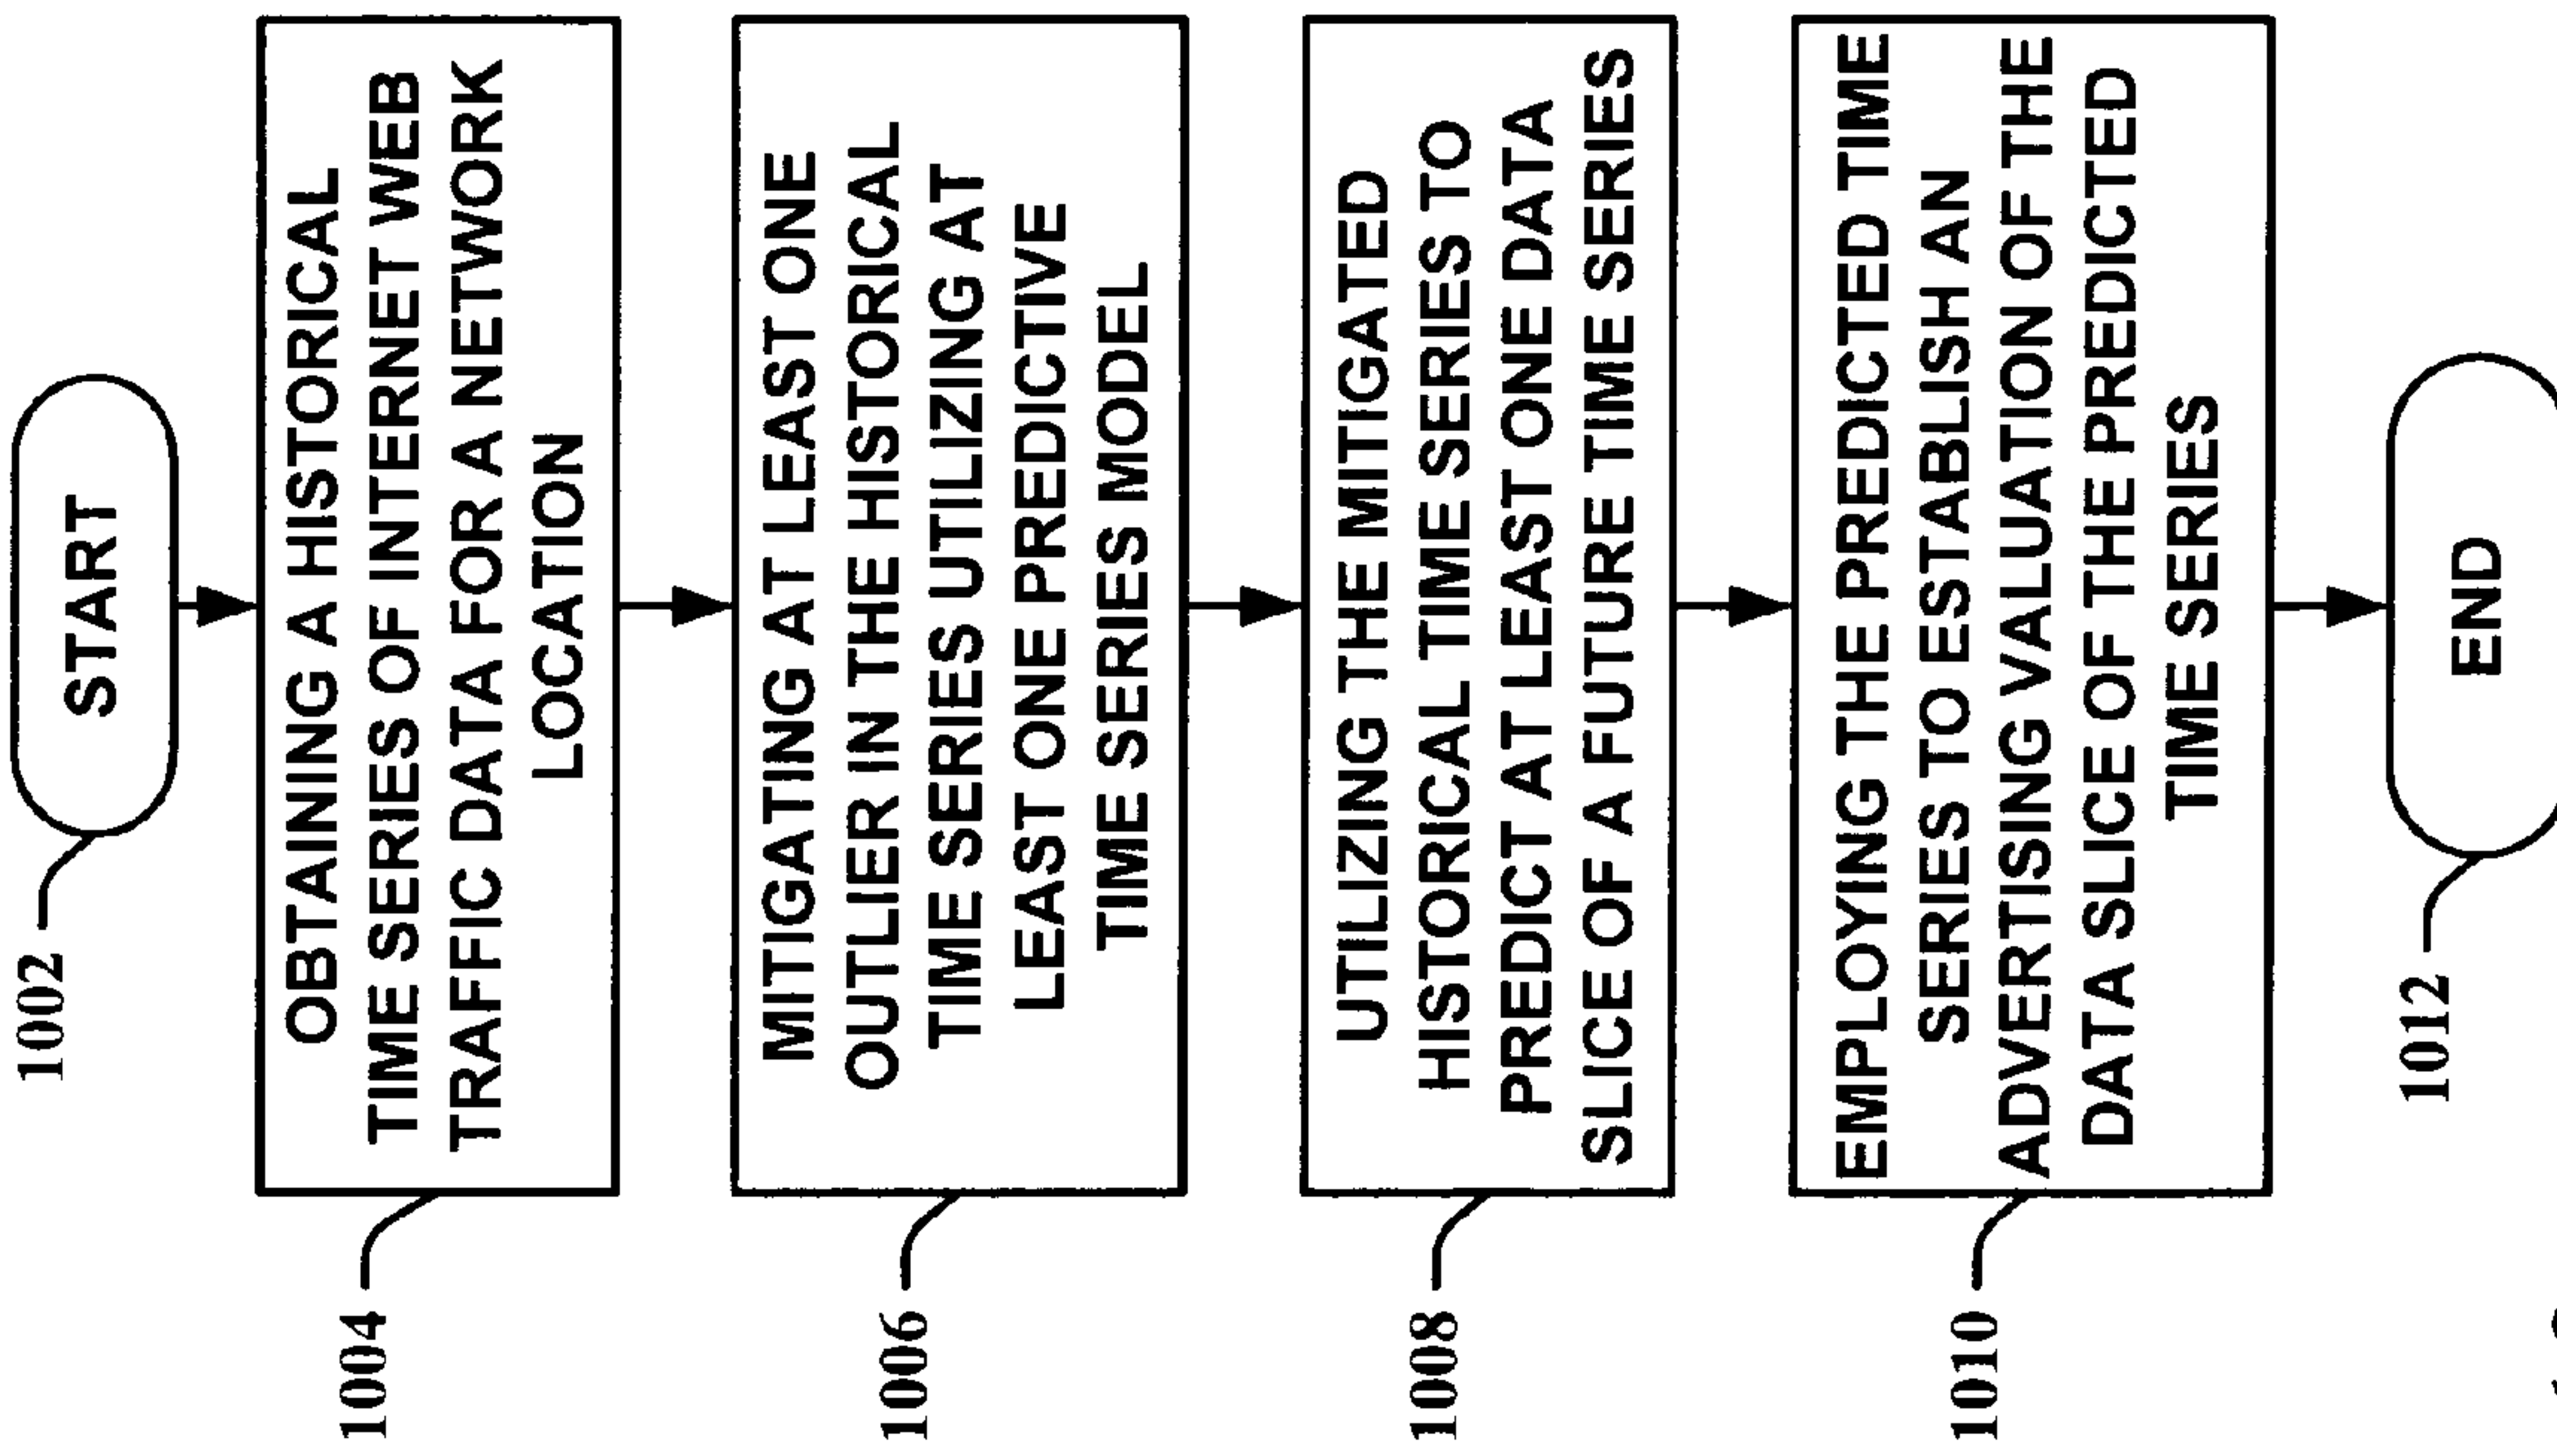 1002
START
1004
OBTAINING A HISTORICAL
TIME SERIES OF INTERNET WEB
TRAFFIC DATA FOR A NETWORK
LOCATION
1006
MITIGATING AT LEAST ONE
OUTLIER IN THE HISTORICAL
TIME SERIES UTILIZING AT
LEAST ONE PREDICTIVE
TIME SERIES MODEL
1008
UTILIZING THE MITIGATED
HISTORICAL TIME SERIES TO
PREDICT AT LEAST ONE DATA
SLICE OF A FUTURE TIME SERIES
1010
EMPLOYING THE PREDICTED TIME
SERIES TO ESTABLISH AN
ADVERTISING VALUATION OF THE
DATA SLICE OF THE PREDICTED
TIME SERIES
1012
END